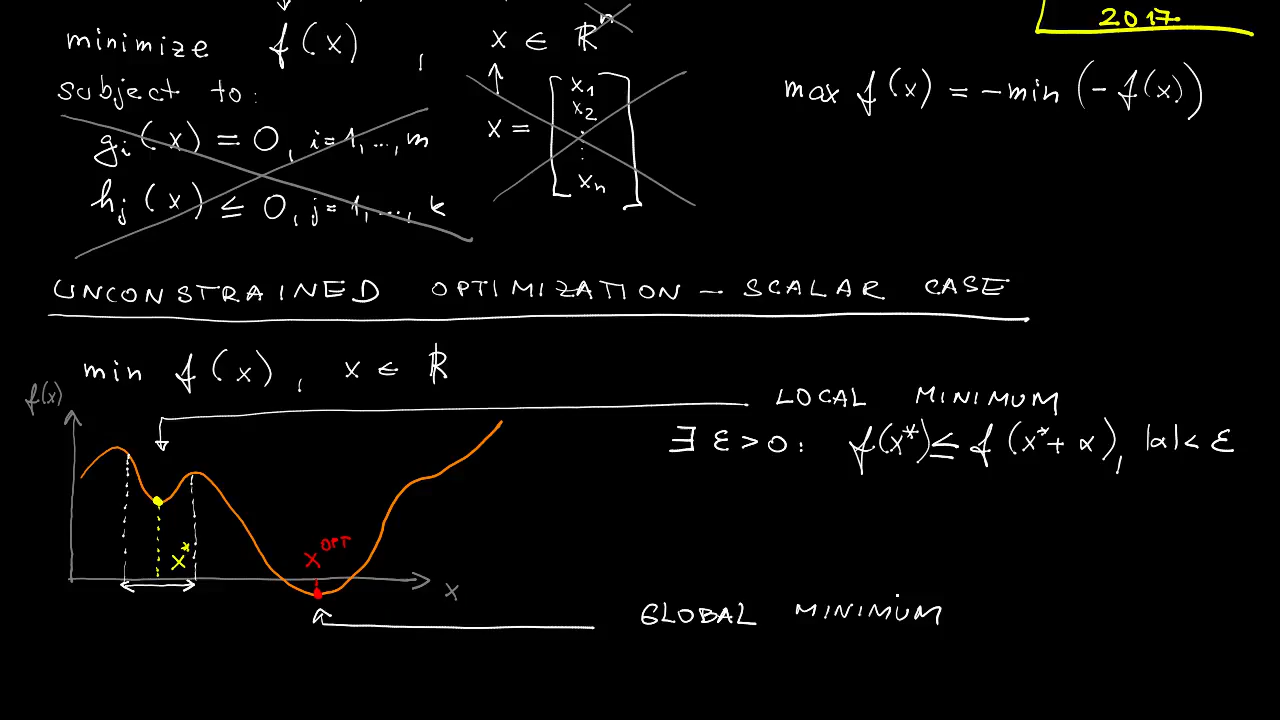 2017
minimize f(x), x ∈ ℝⁿ
subject to:
gᵢ(x) = 0, i=1,...,m
hⱼ(x) ≤ 0, j=1,...,k
x = [x₁ x₂ ⋮ xₙ]
max f(x) = -min (-f(x))
UNCONSTRAINED OPTIMIZATION - SCALAR CASE
min f(x), x ∈ ℝ
f(x)
LOCAL MINIMUM
∃ ε > 0: f(x*) ≤ f(x*+α), |α| < ε
x*
x^OPT
x
GLOBAL MINIMUM